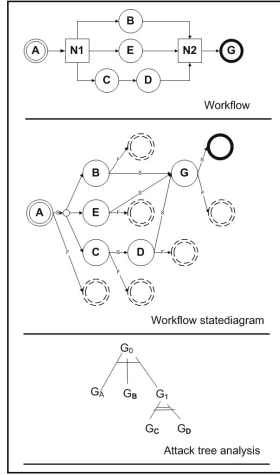 B
A N1 E N2 G
C D
Workflow
F S
B S G
F
F
S
A S E F S
F
C S D F
F
Workflow statediagram
G0
GA GB G1
GC GD
Attack tree analysis